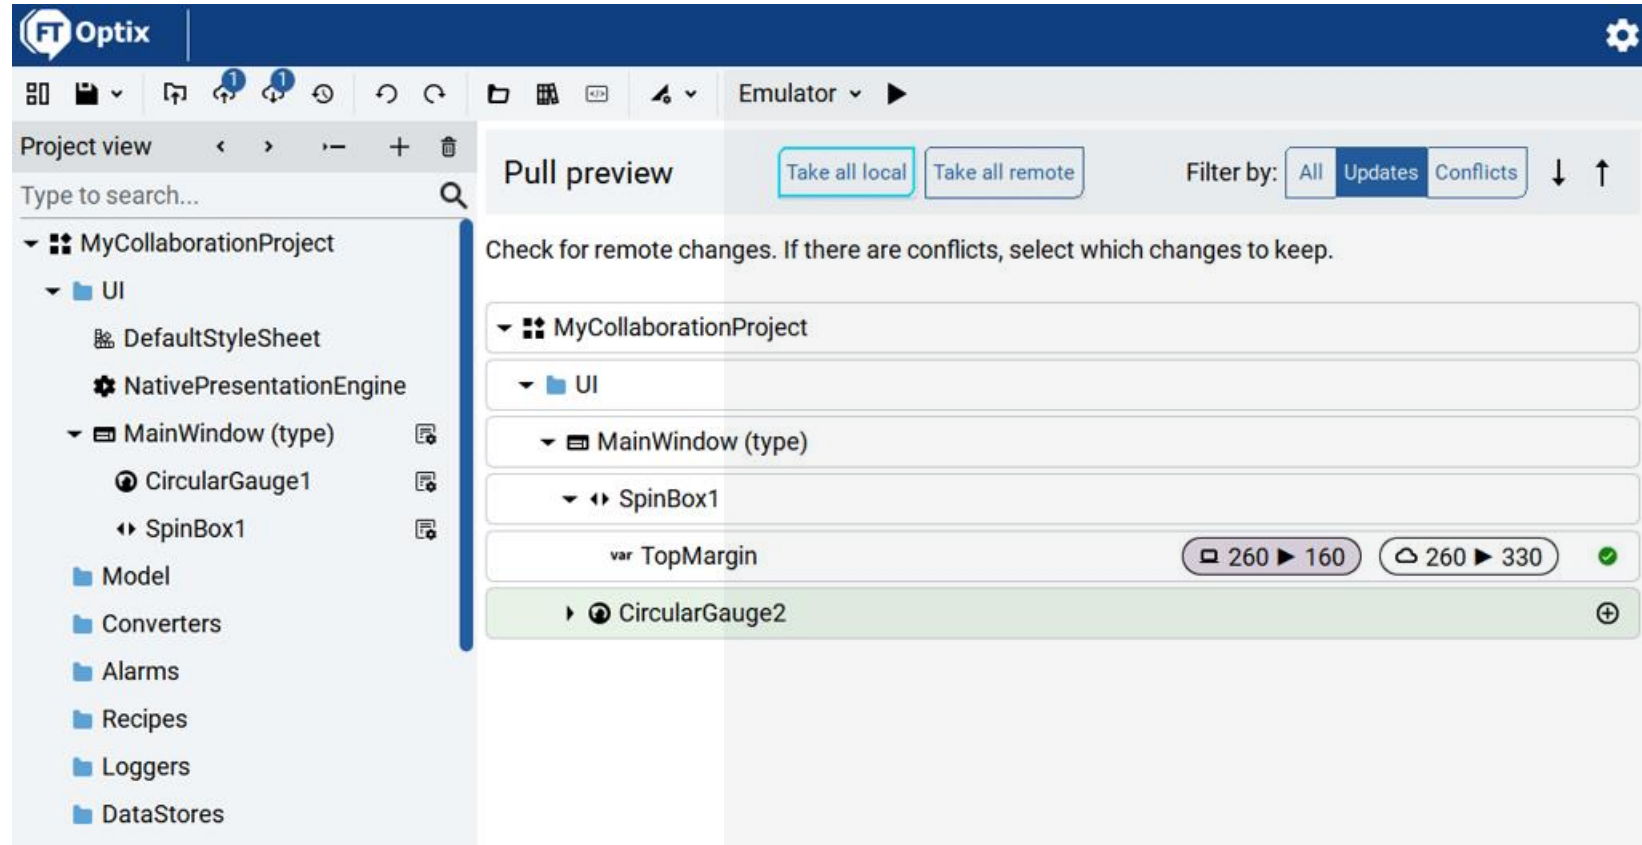 FT Optix
1 1
Emulator
Project view
Type to search...
MyCollaborationProject
UI
DefaultStyleSheet
NativePresentationEngine
MainWindow (type)
CircularGauge1
SpinBox1
Model
Converters
Alarms
Recipes
Loggers
DataStores
Pull preview Take all local Take all remote Filter by: All Updates Conflicts
Check for remote changes. If there are conflicts, select which changes to keep.
MyCollaborationProject
UI
MainWindow (type)
SpinBox1
var TopMargin 260 ▶ 160 260 ▶ 330
CircularGauge2